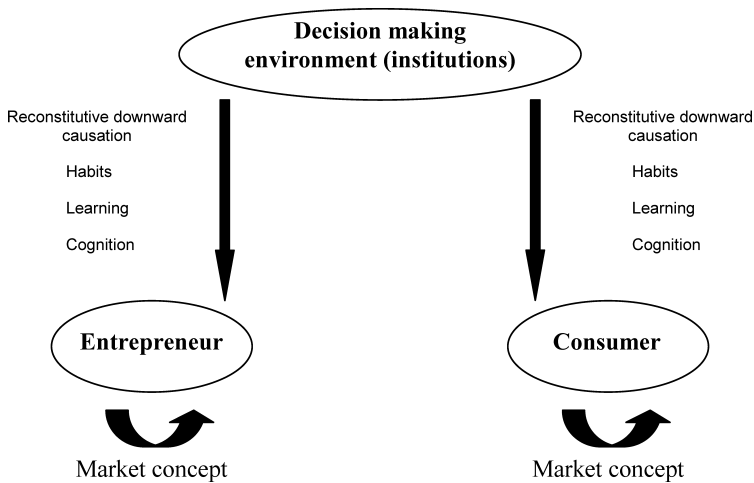 Decision making
environment (institutions)
Reconstitutive downward
causation
Habits
Learning
Cognition
Reconstitutive downward
causation
Habits
Learning
Cognition
Entrepreneur
Consumer
Market concept
Market concept